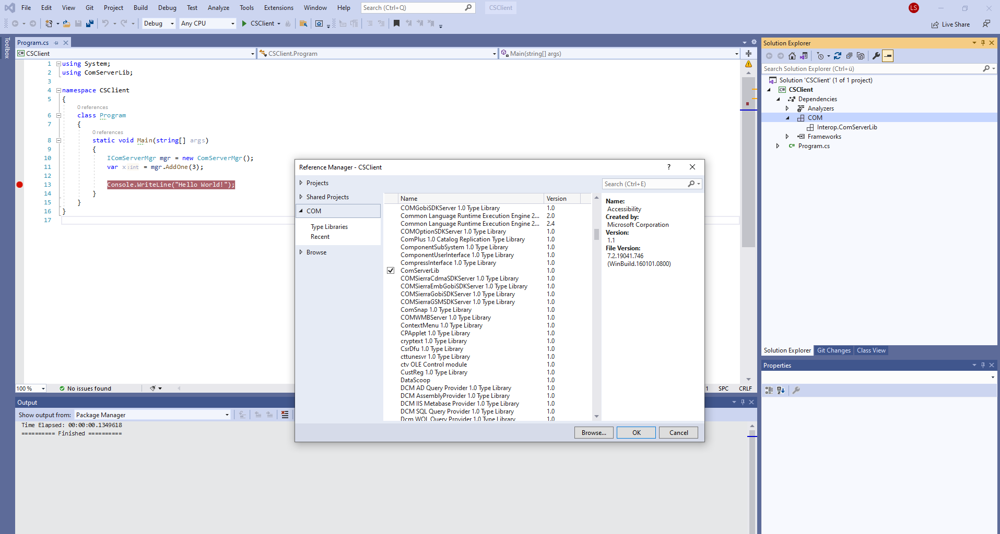 File Edit View Git Project Build Debug Test Analyze Tools Extensions Window Help Search (Ctrl+Q) CSClient LS
Debug Any CPU CSClient Live Share
Toolbox
Program.cs
CSClient CSClient.Program Main(string[] args)
1 using System;
2 using ComServerLib;
3
4 namespace CSClient
5 {
0 references
6 class Program
7 {
0 references
8 static void Main(string[] args)
9 {
10 IComServerMgr mgr = new ComServerMgr();
11 var x:int = mgr.AddOne(3);
12
13 Console.WriteLine("Hello World!");
14 }
15 }
16 }
17
100 % No issues found 1 SPC CRLF
Output
Show output from: Package Manager
Time Elapsed: 00:00:00.1349618
========== Finished ==========
Reference Manager - CSClient ?
Projects
Shared Projects
COM
Type Libraries
Recent
Browse
Search (Ctrl+E)
Name Version
COMGobiSDKServer 1.0 Type Library 1.0
Common Language Runtime Execution Engine 2... 2.0
Common Language Runtime Execution Engine 2... 2.4
COMOptionSDKServer 1.0 Type Library 1.0
ComPlus 1.0 Catalog Replication Type Library 1.0
ComponentSubSystem 1.0 Type Library 1.0
ComponentUserInterface 1.0 Type Library 1.0
CompressInterface 1.0 Type Library 1.0
ComServerLib 1.0
COMSierraCdmaSDKServer 1.0 Type Library 1.0
COMSierraEmbGobiSDKServer 1.0 Type Library 1.0
COMSierraGobiSDKServer 1.0 Type Library 1.0
COMSierraGSMSDKServer 1.0 Type Library 1.0
ComSnap 1.0 Type Library 1.0
COMWMBServer 1.0 Type Library 1.0
ContextMenu 1.0 Type Library 1.0
CPApplet 1.0 Type Library 1.0
cryptext 1.0 Type Library 1.0
CsrDfu 1.0 Type Library 1.0
cttunesvr 1.0 Type Library 1.0
ctv OLE Control module 1.0
CustReg 1.0 Type Library 1.0
DataScoop 1.0
DCM AD Query Provider 1.0 Type Library 1.0
DCM AssemblyProvider 1.0 Type Library 1.0
DCM IIS Metabase Provider 1.0 Type Library 1.0
DCM SQL Query Provider 1.0 Type Library 1.0
Dcm WQL Query Provider 1.0 Type Library 1.0
Name:
Accessibility
Created by:
Microsoft Corporation
Version:
1.1
File Version:
7.2.19041.746
(WinBuild.160101.0800)
Browse... OK Cancel
Solution Explorer
Search Solution Explorer (Ctrl+ü)
Solution 'CSClient' (1 of 1 project)
C# CSClient
Dependencies
Analyzers
COM
Interop.ComServerLib
Frameworks
C# Program.cs
Solution Explorer Git Changes Class View
Properties